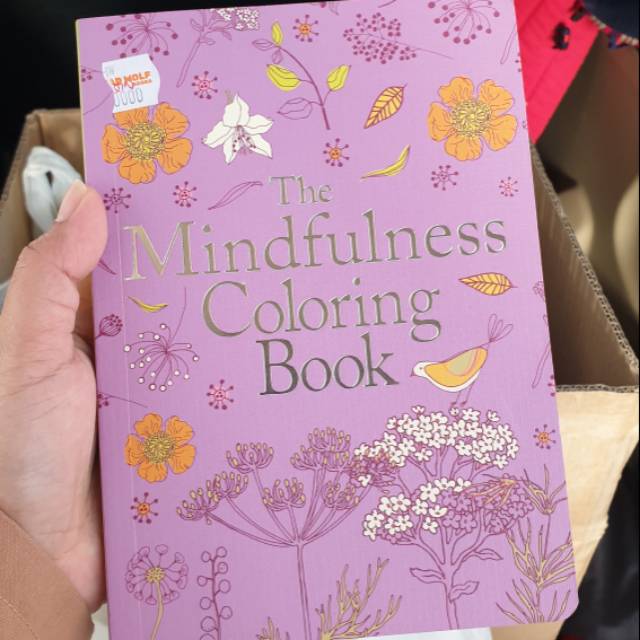 The
Mindfulness
Coloring
Book